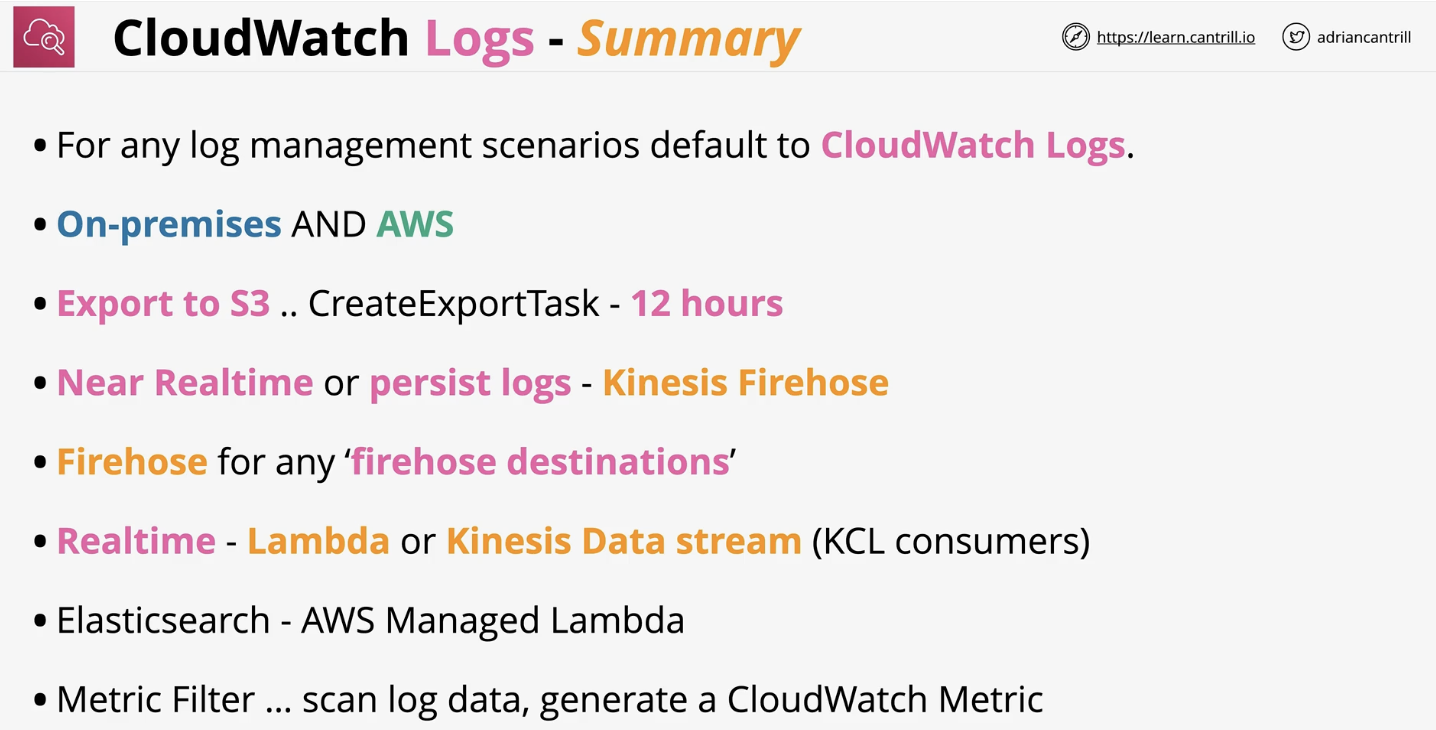 CloudWatch Logs - Summary
https://learn.cantrill.io
adriancantrill
• For any log management scenarios default to CloudWatch Logs.
• On-premises AND AWS
• Export to S3 .. CreateExportTask - 12 hours
• Near Realtime or persist logs - Kinesis Firehose
• Firehose for any ‘firehose destinations’
• Realtime - Lambda or Kinesis Data stream (KCL consumers)
• Elasticsearch - AWS Managed Lambda
• Metric Filter ... scan log data, generate a CloudWatch Metric